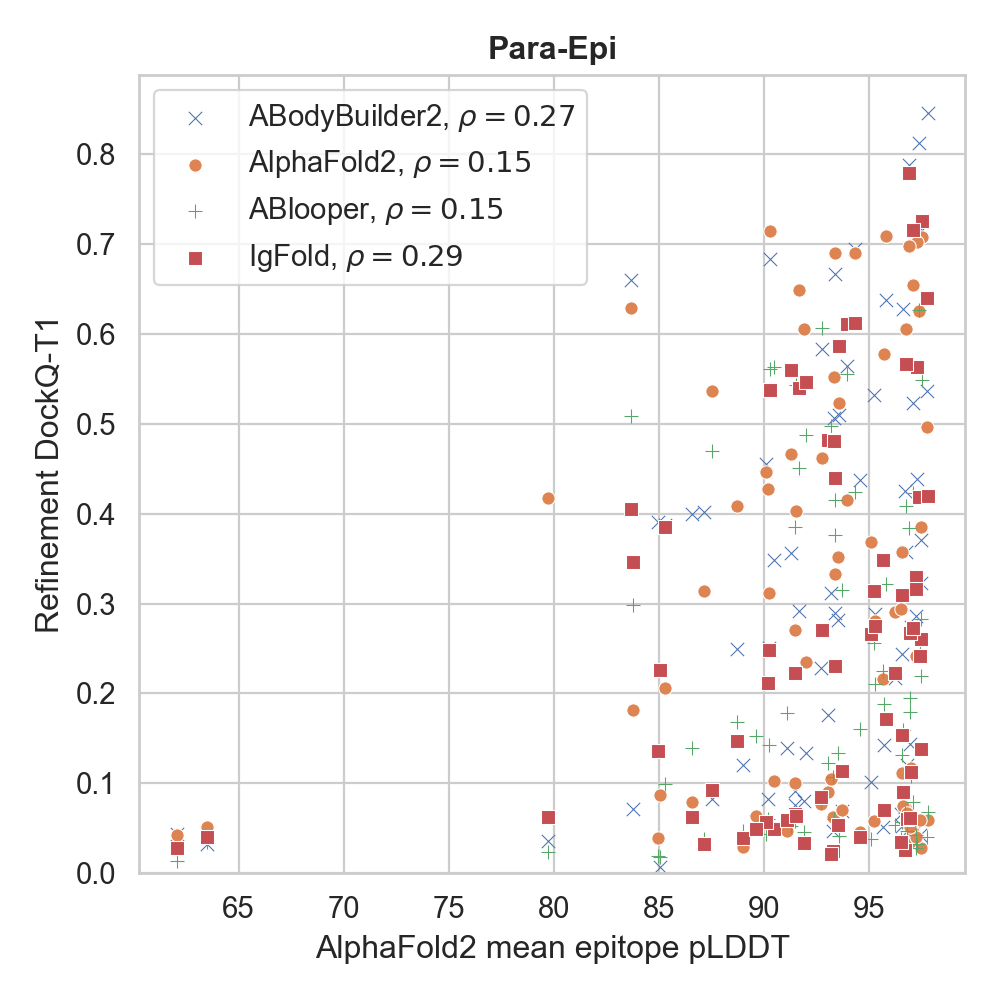 Para-Epi
ABodyBuilder2, ρ = 0.27
AlphaFold2, ρ = 0.15
ABlooper, ρ = 0.15
IgFold, ρ = 0.29
Refinement DockQ-T1
0.8
0.7
0.6
0.5
0.4
0.3
0.2
0.1
0.0
65 70 75 80 85 90 95
AlphaFold2 mean epitope pLDDT